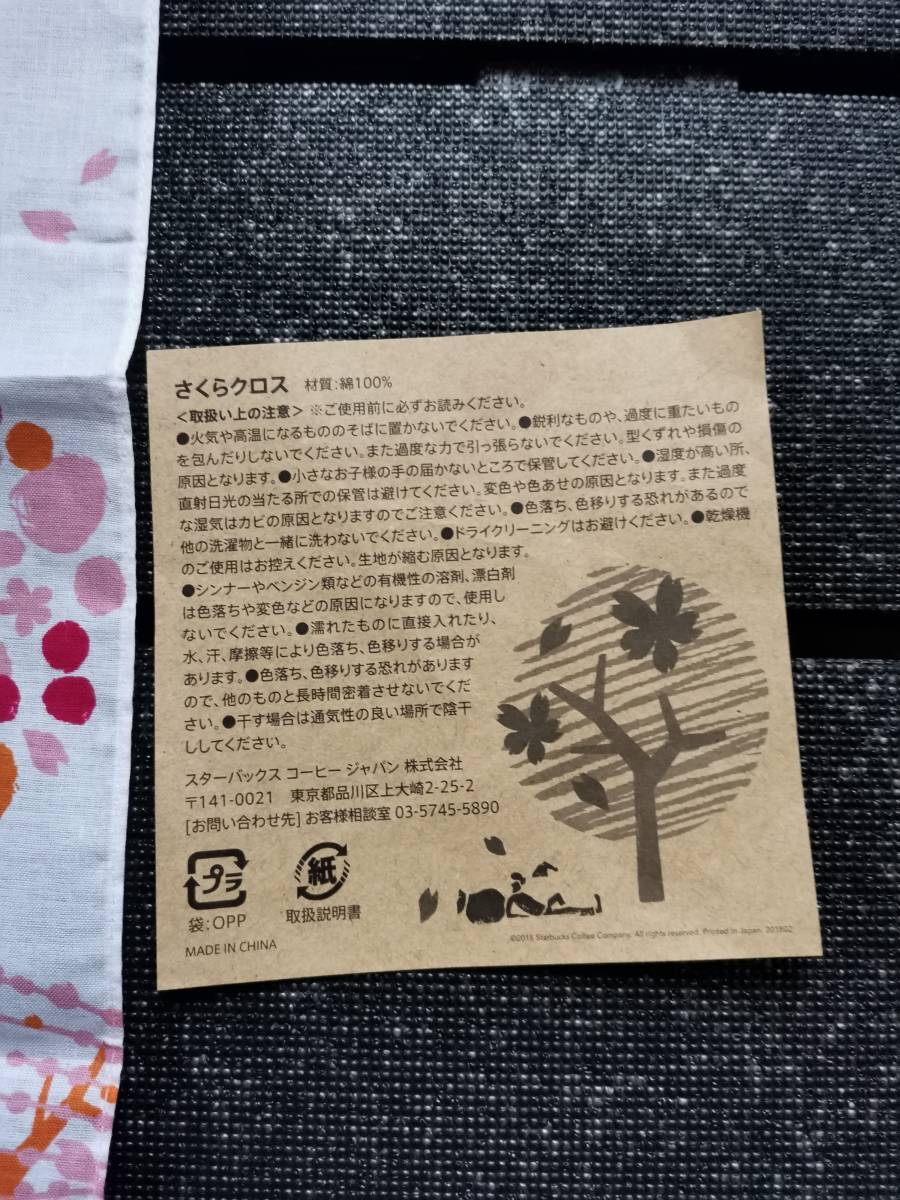 さくらクロス 材質:綿100%
<取扱い上の注意> ※ご使用前に必ずお読みください。
●火気や高温になるもののそばに置かないでください。●鋭利なものや、過度に重たいもの
を包んだりしないでください。また過度な力で引っ張らないでください。型くずれや損傷の
原因となります。●小さなお子様の手の届かないところで保管してください。●湿度が高い所、
直射日光の当たる所での保管は避けてください。変色や色あせの原因となります。また過度
な湿気はカビの原因となりますのでご注意ください。●色落ち、色移りする恐れがあるので
他の洗濯物と一緒に洗わないでください。●ドライクリーニングはお避けください。●乾燥機
のご使用はお控えください。生地が縮む原因となります。
●シンナーやベンジン類などの有機性の溶剤、漂白剤
は色落ちや変色などの原因になりますので、使用し
ないでください。●濡れたものに直接入れたり、
水、汗、摩擦等により色落ち、色移りする場合が
あります。●色落ち、色移りする恐れがあります
ので、他のものと長時間密着させないでくだ
さい。●干す場合は通気性の良い場所で陰干
ししてください。
スターバックス コーヒー ジャパン 株式会社
〒141-0021 東京都品川区上大崎2-25-2
[お問い合わせ先] お客様相談室 03-5745-5890
プラ 紙
袋:OPP 取扱説明書
MADE IN CHINA
©2018 Starbucks Coffee Company. All rights reserved. Printed in Japan. 201802